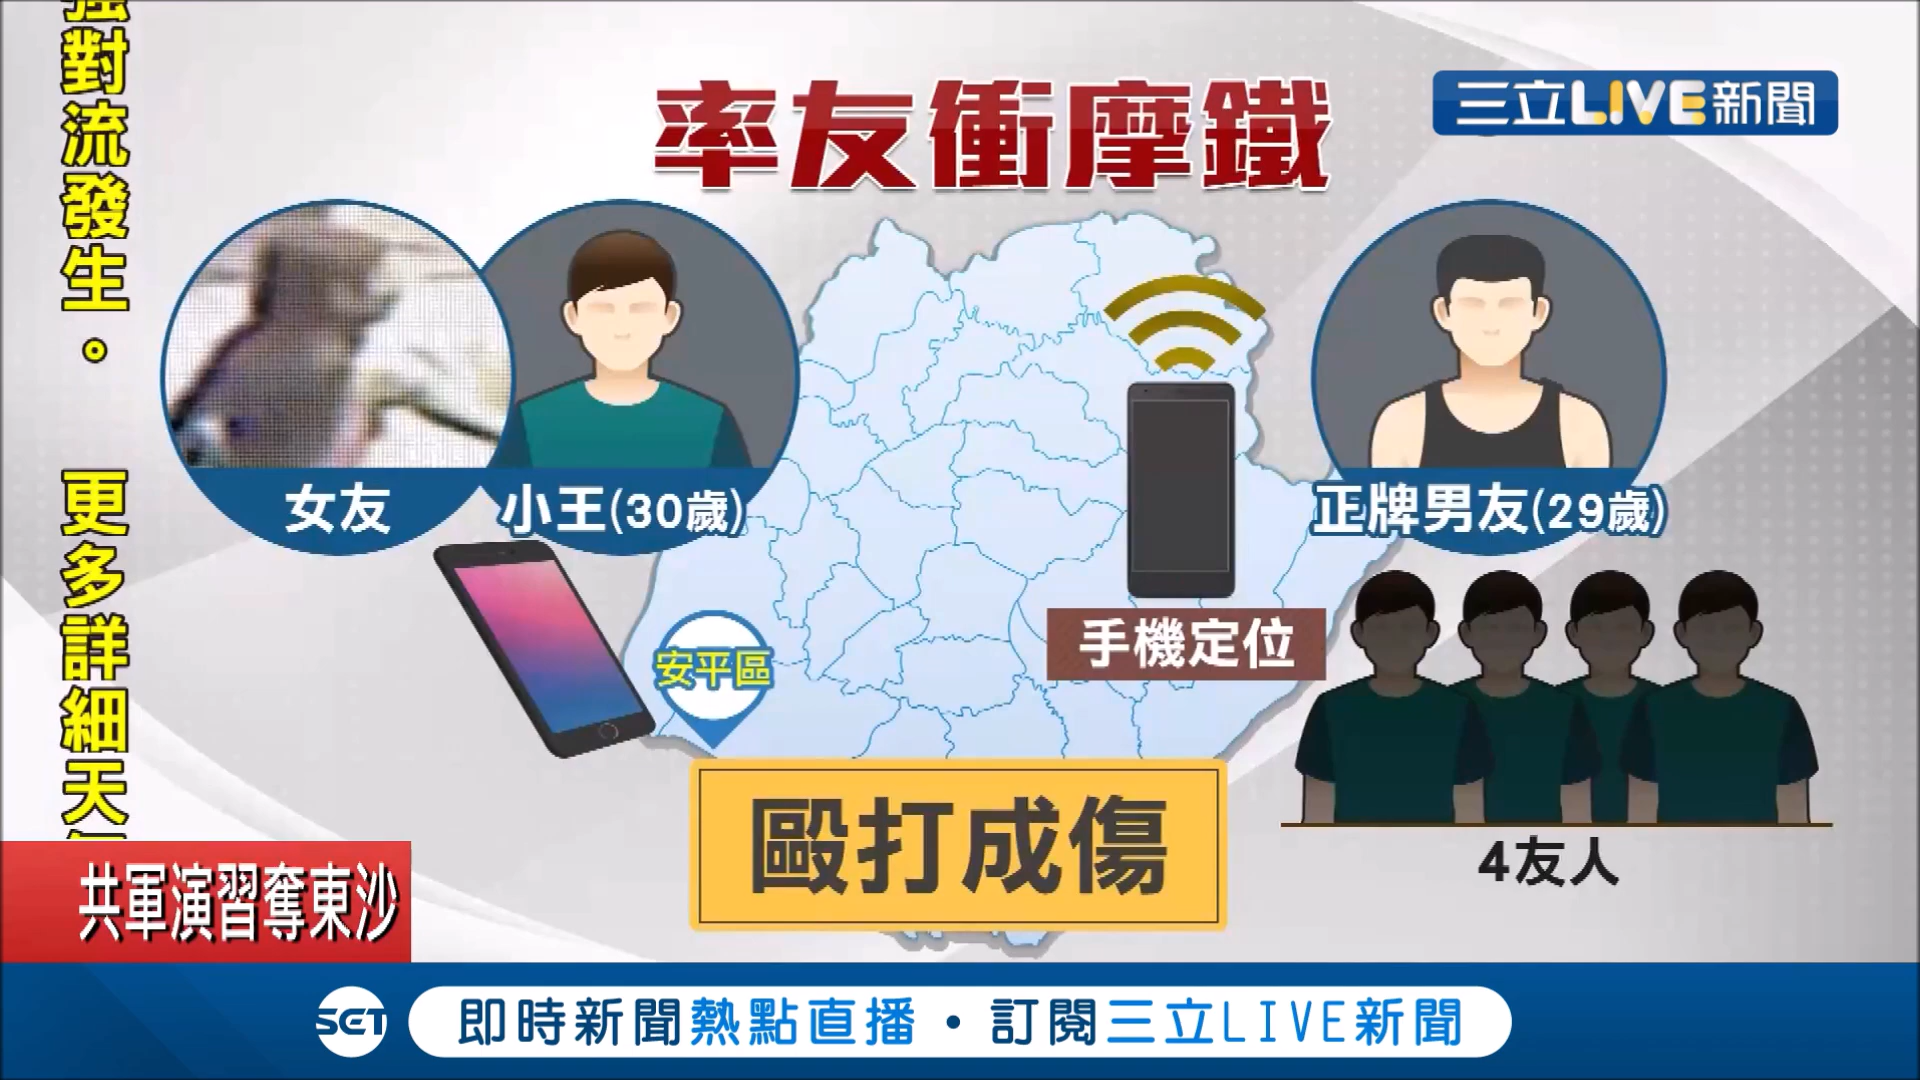 強對流發生。 更多詳細天
率友衝摩鐵
三立LIVE新聞
女友
小王(30歲)
正牌男友(29歲)
安平區
手機定位
毆打成傷
4友人
共軍演習奪東沙
SET 即時新聞熱點直播・訂閱三立LIVE新聞